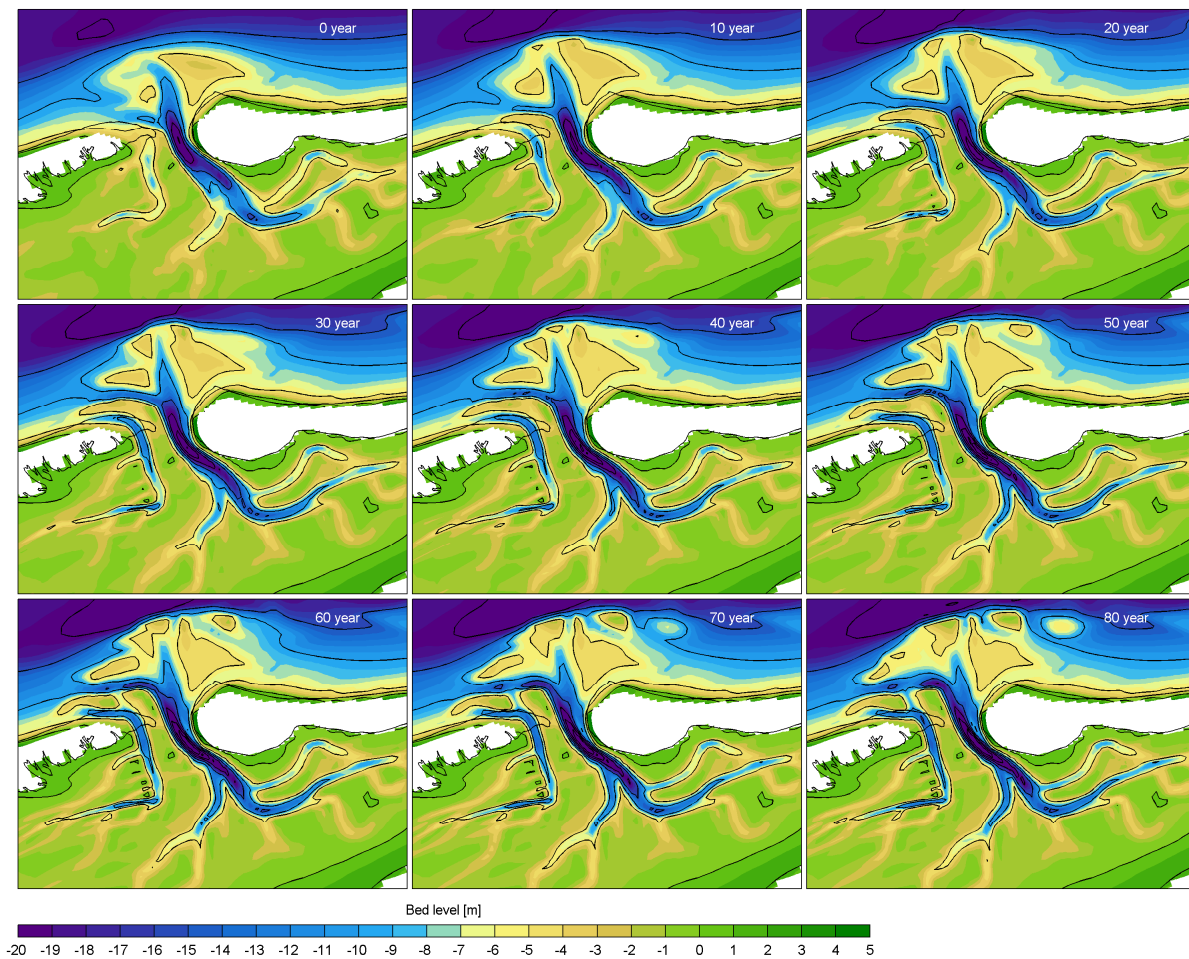 0 year
10 year
20 year
30 year
40 year
50 year
60 year
70 year
80 year
Bed level [m]
-20 -19 -18 -17 -16 -15 -14 -13 -12 -11 -10 -9 -8 -7 -6 -5 -4 -3 -2 -1 0 1 2 3 4 5